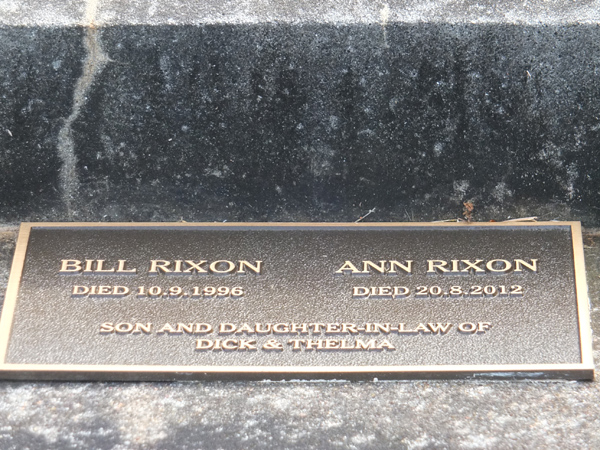 BILL RIXON ANN RIXON
DIED 10.9.1996 DIED 20.8.2012
SON AND DAUGHTER-IN-LAW OF
DICK & THELMA